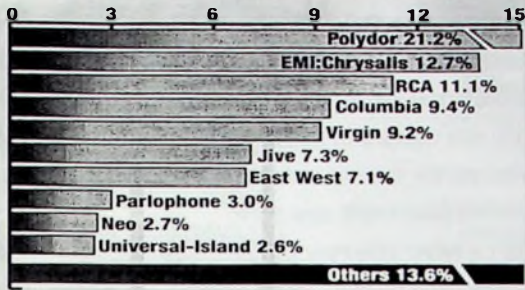 0 3 6 9 12 15
Polydor 21.2%
EMI:Chrysalis 12.7%
RCA 11.1%
Columbia 9.4%
Virgin 9.2%
Jive 7.3%
East West 7.1%
Parlophone 3.0%
Neo 2.7%
Universal-Island 2.6%
Others 13.6%